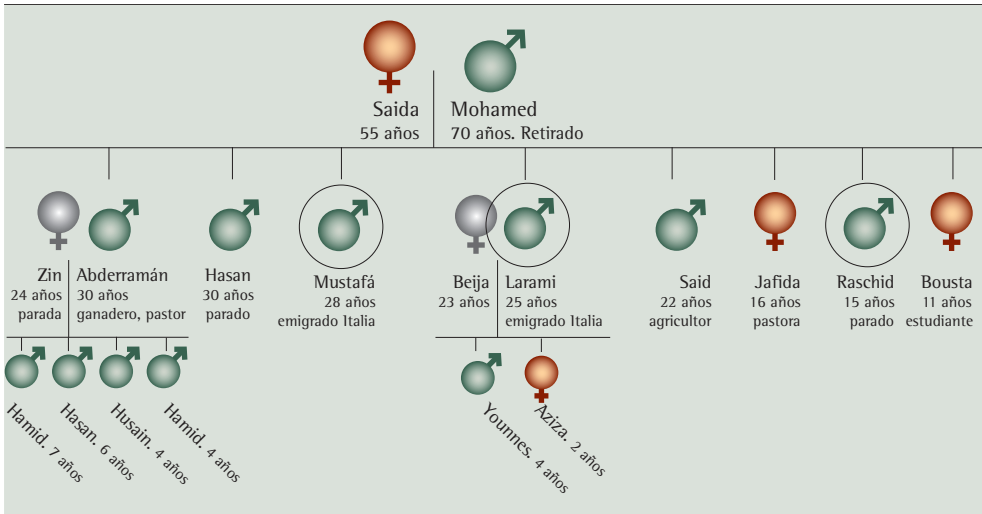 Saida
55 años
Mohamed
70 años. Retirado
Zin
24 años
parada
Abderramán
30 años
ganadero, pastor
Hasan
30 años
parado
Mustafá
28 años
emigrado Italia
Beija
23 años
Larami
25 años
emigrado Italia
Said
22 años
agricultor
Jafida
16 años
pastora
Raschid
15 años
parado
Bousta
11 años
estudiante
Hamid. 7 años
Hasan. 6 años
Husain. 4 años
Hamid. 4 años
Younnes. 4 años
Aziza. 2 años